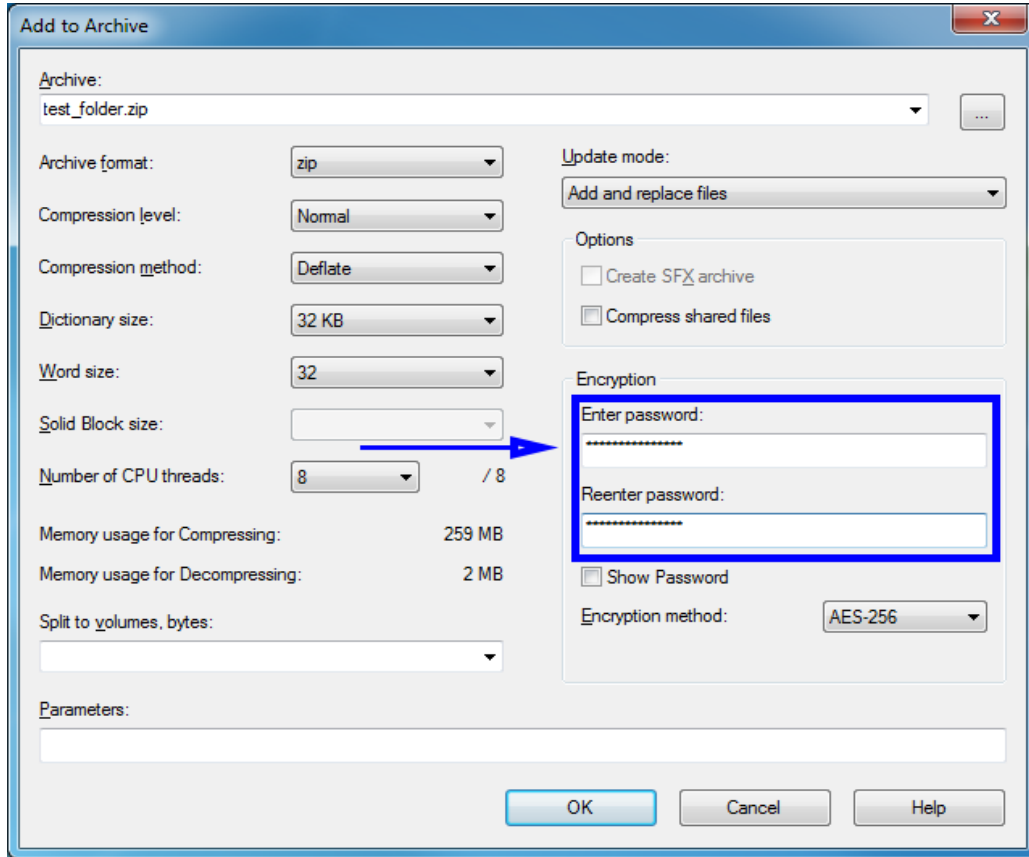 Add to Archive
Archive:
test_folder.zip
...
Archive format:
zip
Compression level:
Normal
Compression method:
Deflate
Dictionary size:
32 KB
Word size:
32
Solid Block size:
Number of CPU threads:
8
/ 8
Memory usage for Compressing:
259 MB
Memory usage for Decompressing:
2 MB
Split to volumes, bytes:
Update mode:
Add and replace files
Options
Create SFX archive
Compress shared files
Encryption
Enter password:
***************
Reenter password:
***************
Show Password
Encryption method:
AES-256
Parameters:
OK
Cancel
Help